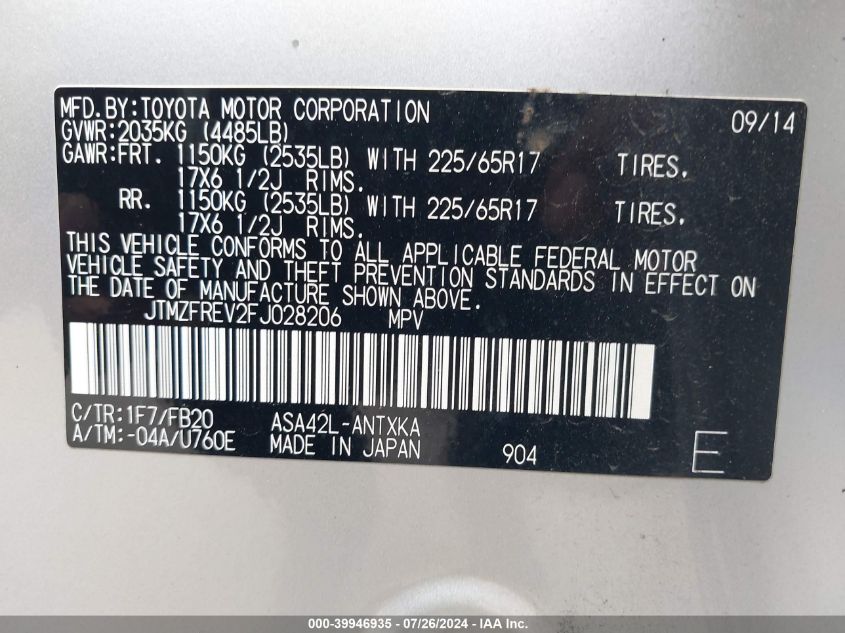 MFD.BY:TOYOTA MOTOR CORPORATION 09/14
GVWR:2035KG (4485LB)
GAWR:FRT. 1150KG (2535LB) WITH 225/65R17 TIRES.
17X6 1/2J RIMS.
RR. 1150KG (2535LB) WITH 225/65R17 TIRES.
17X6 1/2J RIMS.
THIS VEHICLE CONFORMS TO ALL APPLICABLE FEDERAL MOTOR
VEHICLE SAFETY AND THEFT PREVENTION STANDARDS IN EFFECT ON
THE DATE OF MANUFACTURE SHOWN ABOVE.
JTMZFREV2FJ028206 MPV
C/TR:1F7/FB20 ASA42L-ANTXKA
A/TM:-04A/U760E MADE IN JAPAN 904 E
000-39946935 - 07/26/2024 - IAA Inc.